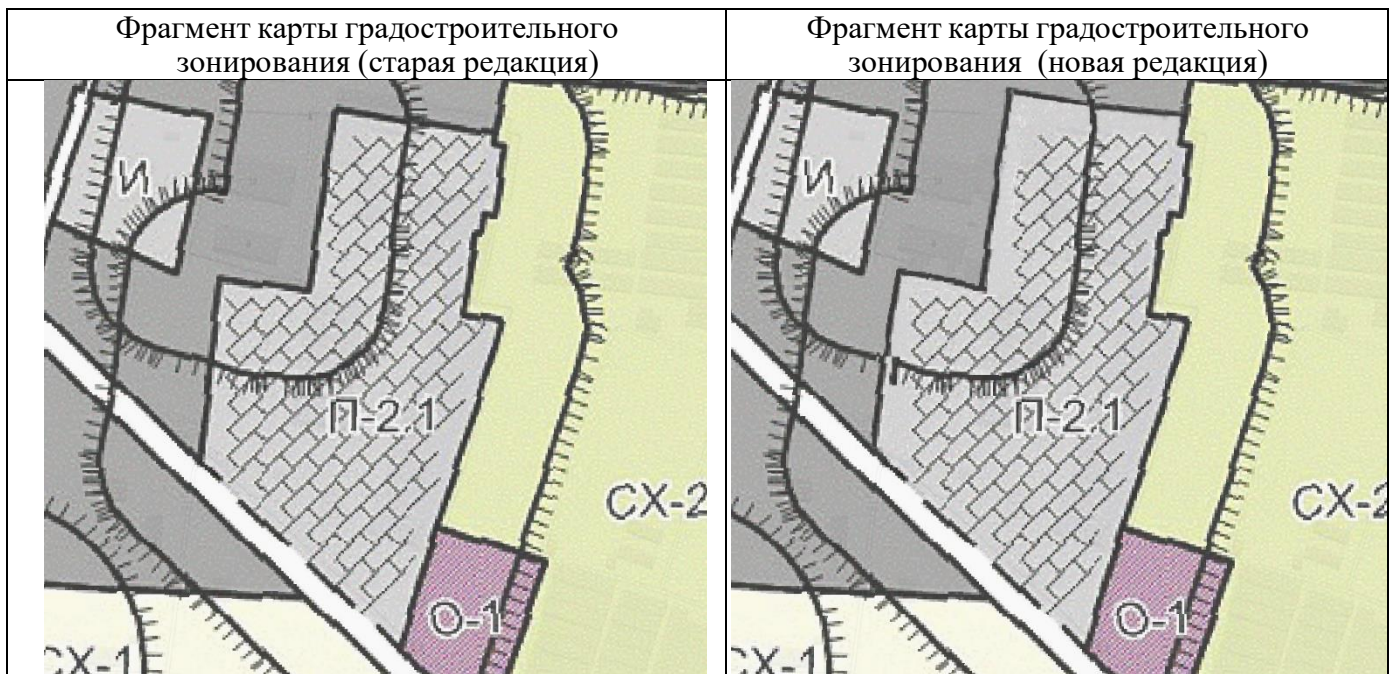 Фрагмент карты градостроительного
зонирования (старая редакция)
Фрагмент карты градостроительного
зонирования (новая редакция)
И
П-2.1
СХ-2
О-1
СХ-1
И
П-2.1
СХ-2
О-1
СХ-1